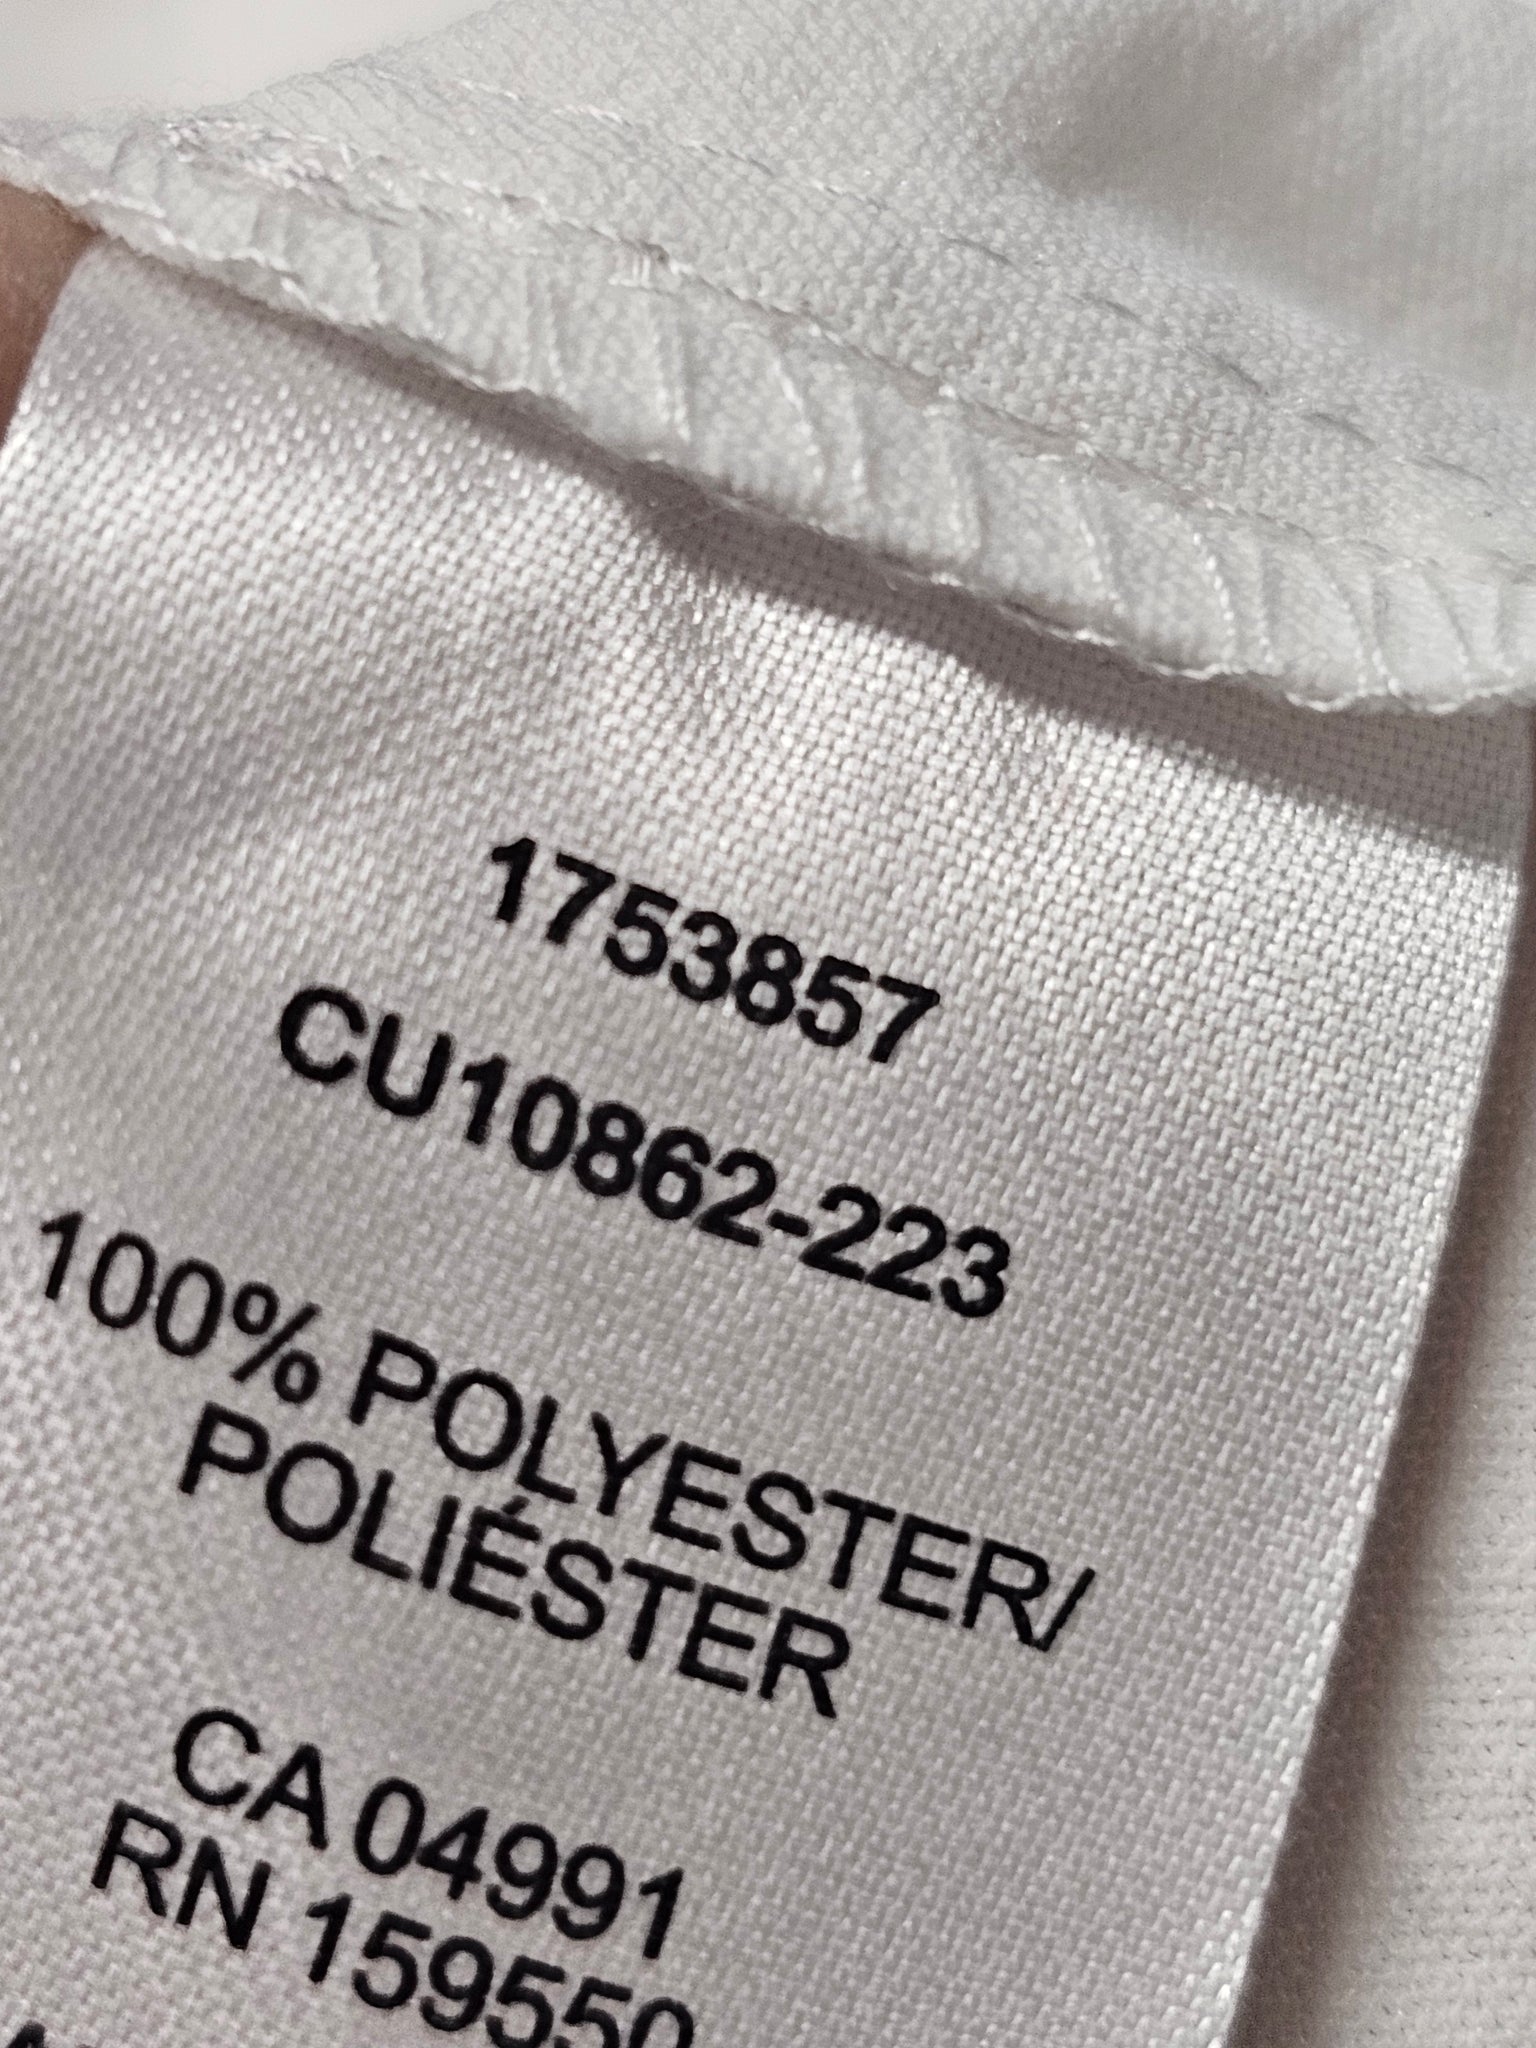 1753857
CU10862-223
100% POLYESTER/
POLIÉSTER
CA 04991
RN 159550